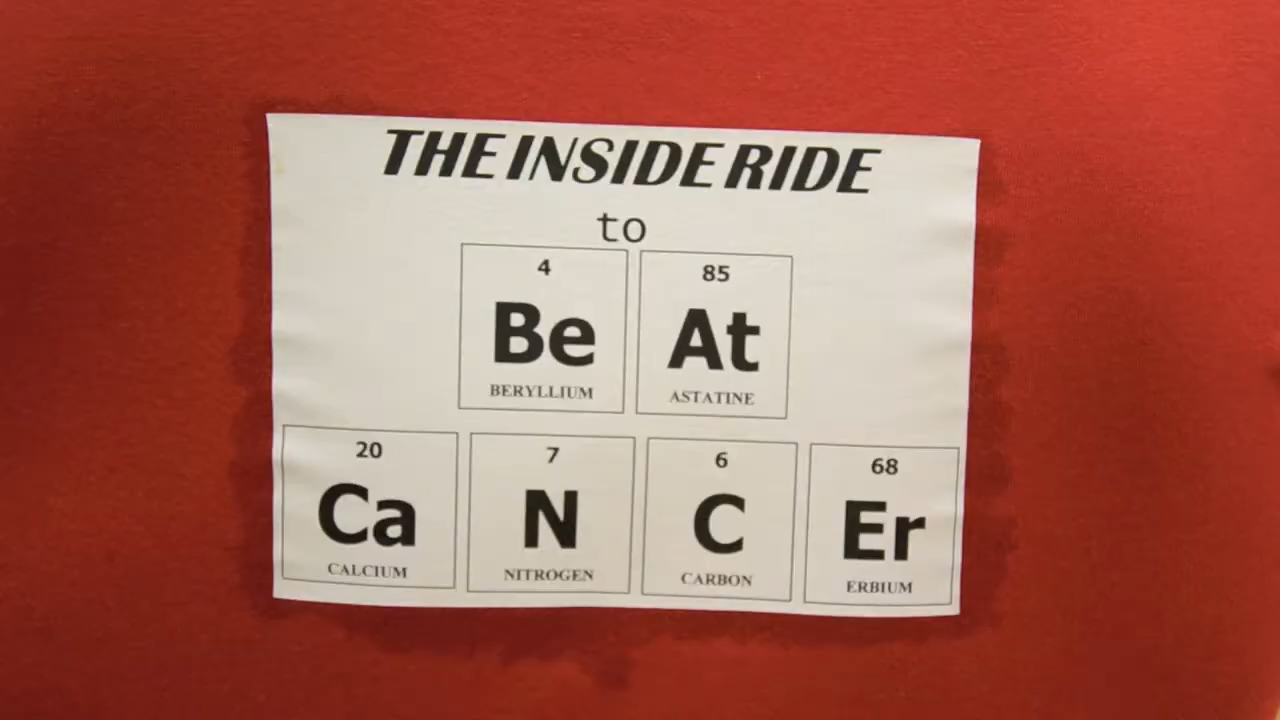 THE INSIDE RIDE
to
4 85
Be At
BERYLLIUM ASTATINE
20 7 6 68
Ca N C Er
CALCIUM NITROGEN CARBON ERBIUM